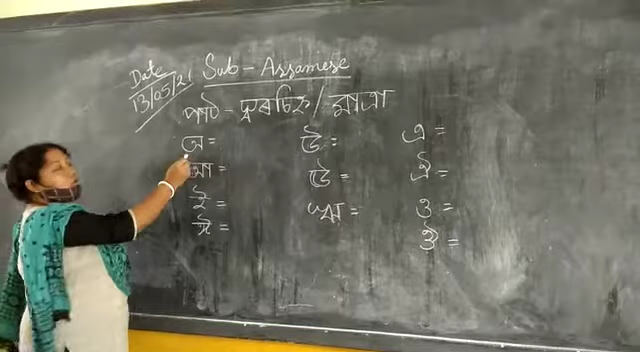 Date
13/05/21
Sub - Assamese
পাঠ - স্বৰচিহ্ন / মাত্ৰা
অ =
আ =
ই =
ঈ =
উ =
ঊ =
ঋ =
এ =
ঐ =
ও =
ঔ =